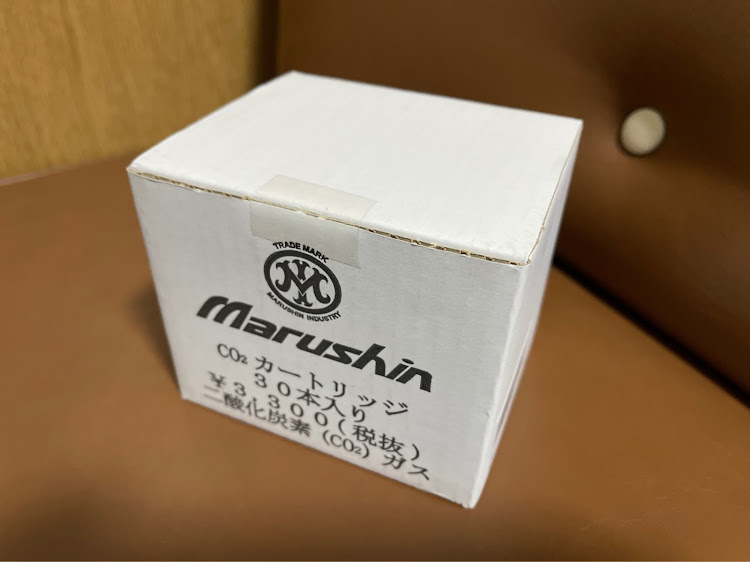 TRADE MARK
MARUSHIN INDUSTRY
Marushin
CO₂ カートリッジ
３０本入り
￥３,３００(税抜)
二酸化炭素 (CO₂) ガス